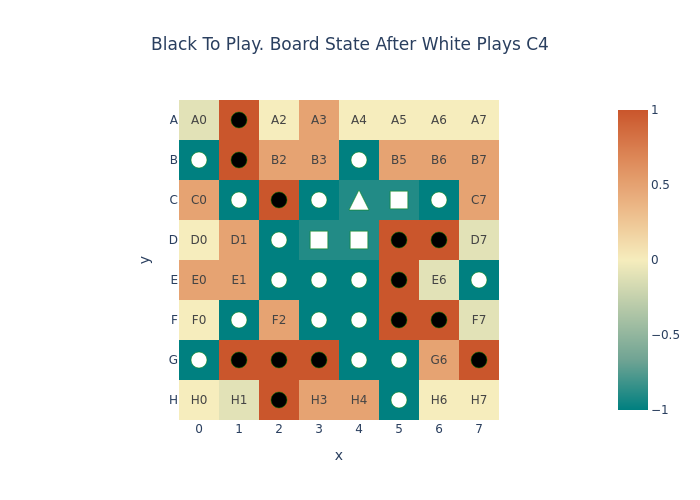 Black To Play. Board State After White Plays C4
A A0 A2 A3 A4 A5 A6 A7
B B2 B3 B5 B6 B7
C C0 C7
D D0 D1 D7
E E0 E1 E6
F F0 F2 F7
G G6
H H0 H1 H3 H4 H6 H7
0 1 2 3 4 5 6 7
x
y
1
0.5
0
−0.5
−1